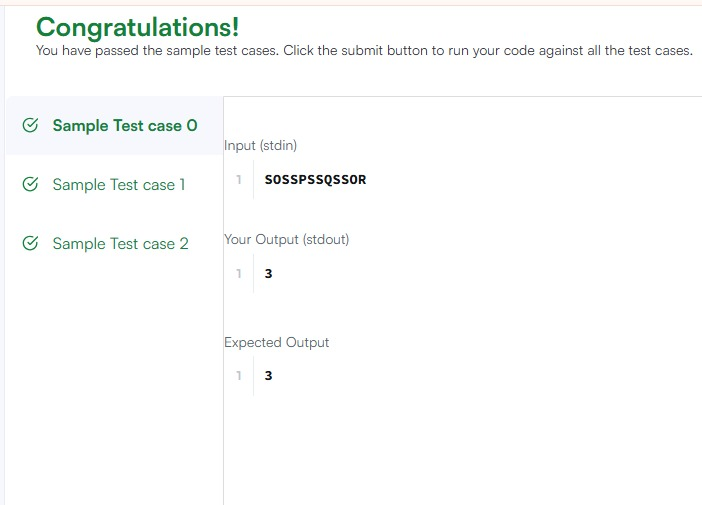 Congratulations!
You have passed the sample test cases. Click the submit button to run your code against all the test cases.
Sample Test case 0
Sample Test case 1
Sample Test case 2
Input (stdin)
1 SOSSPSSQSSOR
Your Output (stdout)
1 3
Expected Output
1 3